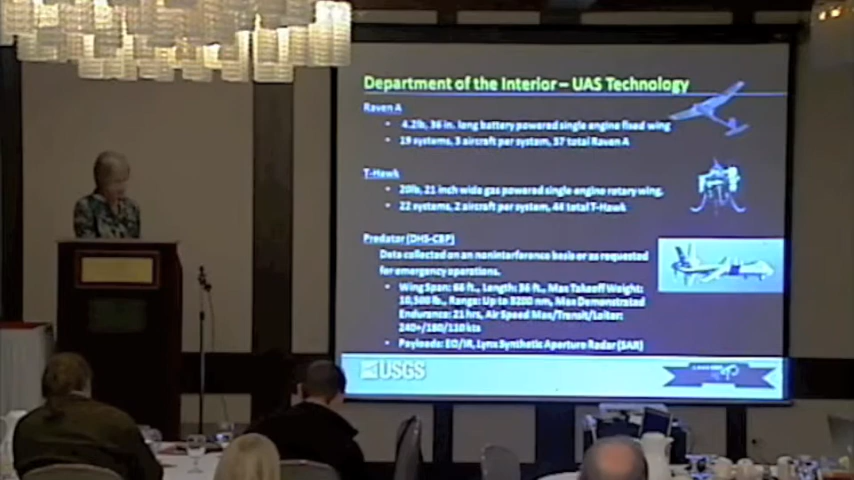 Department of the Interior – UAS Technology
Raven A
• 4.2lb, 36 in. long battery powered single engine fixed wing
• 19 systems, 3 aircraft per system, 57 total Raven A
T-Hawk
• 20lb, 21 inch wide gas powered single engine rotary wing.
• 22 systems, 2 aircraft per system, 44 total T-Hawk
Predator (DHS-CBP)
Data collected on an noninterference basis or as requested
for emergency operations.
• Wing Span: 66 ft., Length: 36 ft., Max Takeoff Weight:
10,500 lb., Range: Up to 3200 nm, Max Demonstrated
Endurance: 21 hrs, Air Speed Max/Transit/Loiter:
240+/180/110 kts
• Payloads: EO/IR, Lynx Synthetic Aperture Radar (SAR)
USGS